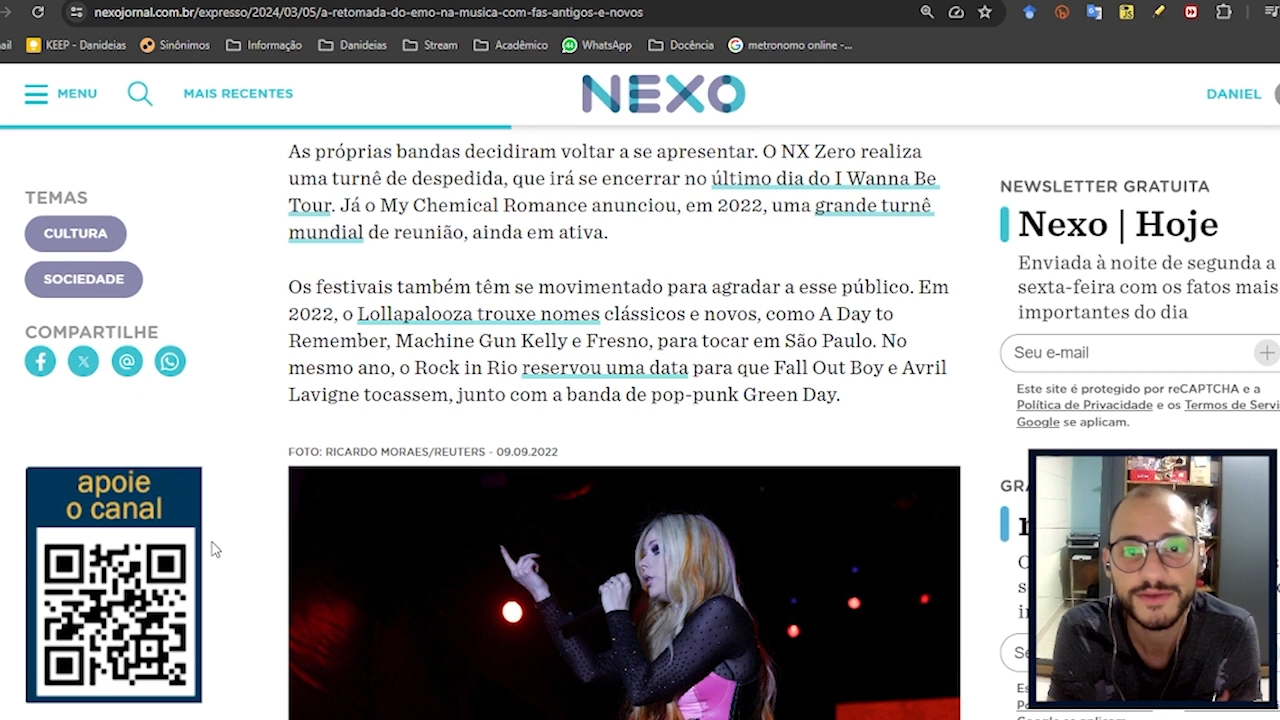 nexojornal.com.br/expresso/2024/03/05/a-retomada-do-emo-na-musica-com-fas-antigos-e-novos
ail KEEP - Danideias Sinônimos Informação Danideias Stream Acadêmico WhatsApp Docência metronomo online -...
MENU MAIS RECENTES NEXO DANIEL
As próprias bandas decidiram voltar a se apresentar. O NX Zero realiza
uma turnê de despedida, que irá se encerrar no último dia do I Wanna Be
Tour. Já o My Chemical Romance anunciou, em 2022, uma grande turnê
mundial de reunião, ainda em ativa.
Os festivais também têm se movimentado para agradar a esse público. Em
2022, o Lollapalooza trouxe nomes clássicos e novos, como A Day to
Remember, Machine Gun Kelly e Fresno, para tocar em São Paulo. No
mesmo ano, o Rock in Rio reservou uma data para que Fall Out Boy e Avril
Lavigne tocassem, junto com a banda de pop-punk Green Day.
FOTO: RICARDO MORAES/REUTERS - 09.09.2022
TEMAS
CULTURA
SOCIEDADE
COMPARTILHE
apoie
o canal
NEWSLETTER GRATUITA
Nexo | Hoje
Enviada à noite de segunda a
sexta-feira com os fatos mais
importantes do dia
Seu e-mail
Este site é protegido por reCAPTCHA e a
Política de Privacidade e os Termos de Servi
Google se aplicam.